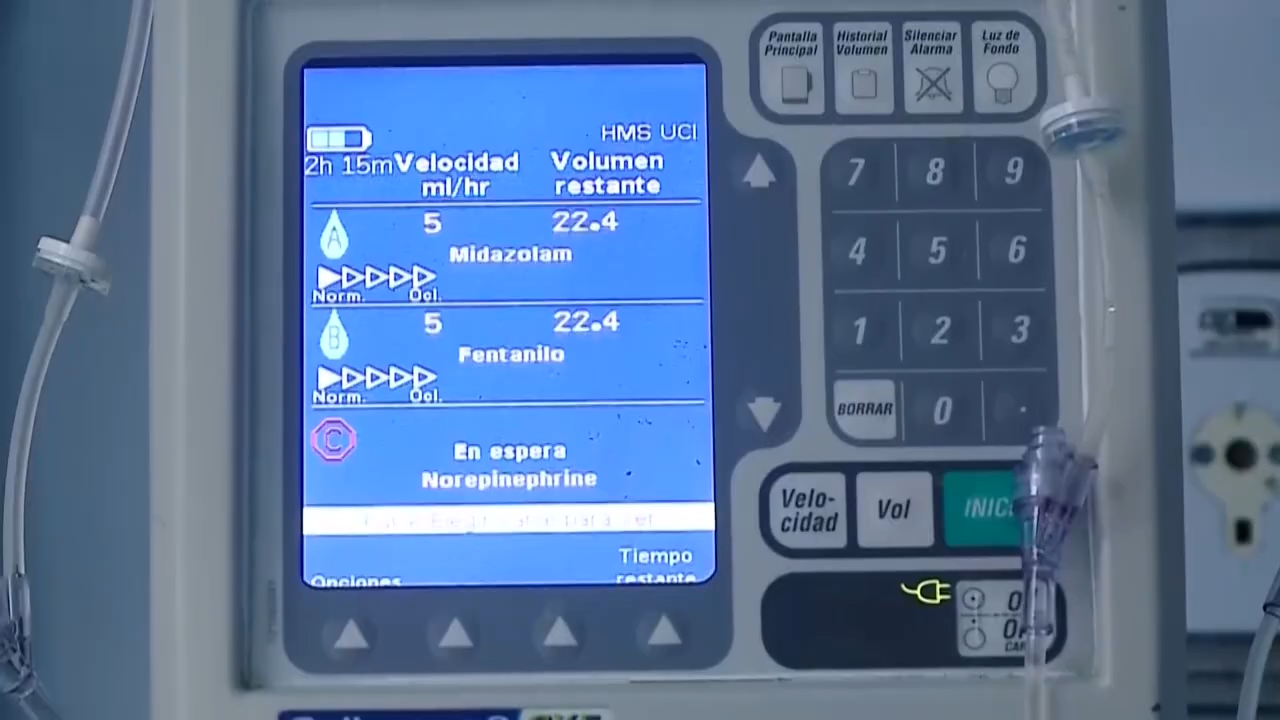 Pantalla Principal
Historial Volumen
Silenciar Alarma
Luz de Fondo
HMS UCI
2h 15m Velocidad ml/hr
Volumen restante
A 5 22.4
Midazolam
Norm. Ocl.
B 5 22.4
Fentanilo
Norm. Ocl.
C
En espera
Norepinephrine
Tiempo restante
Opciones
7 8 9
4 5 6
1 2 3
BORRAR 0 .
Velo-cidad
Vol